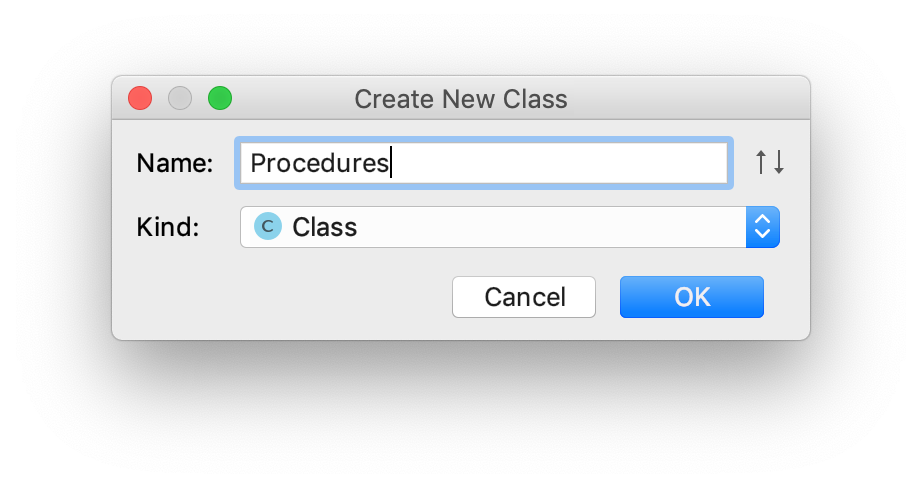 Create New Class
Name: Procedures
Kind: C Class
Cancel OK